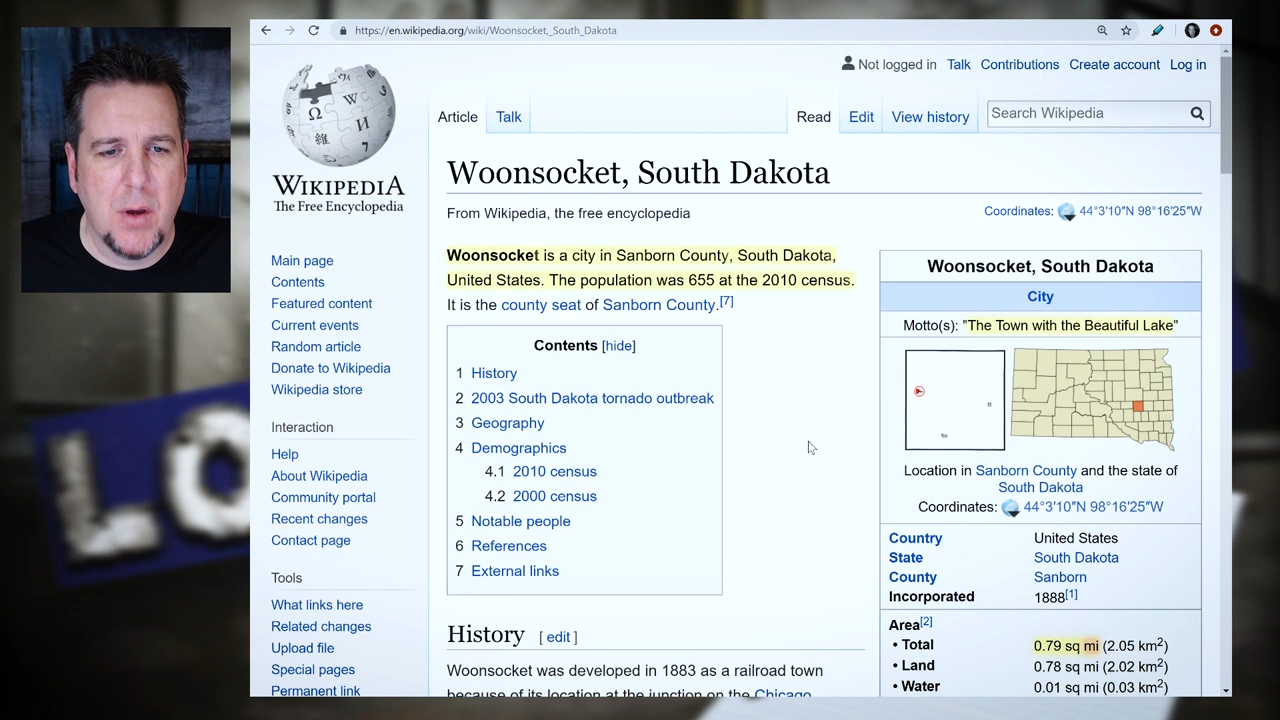 https://en.wikipedia.org/wiki/Woonsocket,_South_Dakota
Not logged in Talk Contributions Create account Log in
Article Talk Read Edit View history Search Wikipedia
WIKIPEDIA
The Free Encyclopedia
Main page
Contents
Featured content
Current events
Random article
Donate to Wikipedia
Wikipedia store
Interaction
Help
About Wikipedia
Community portal
Recent changes
Contact page
Tools
What links here
Related changes
Upload file
Special pages
Permanent link
Woonsocket, South Dakota
From Wikipedia, the free encyclopedia
Coordinates: 44°3′10″N 98°16′25″W
Woonsocket is a city in Sanborn County, South Dakota,
United States. The population was 655 at the 2010 census.
It is the county seat of Sanborn County.[7]
Contents [hide]
1 History
2 2003 South Dakota tornado outbreak
3 Geography
4 Demographics
4.1 2010 census
4.2 2000 census
5 Notable people
6 References
7 External links
History [ edit ]
Woonsocket was developed in 1883 as a railroad town
because of its location at the junction on the Chicago,
Woonsocket, South Dakota
City
Motto(s): "The Town with the Beautiful Lake"
Location in Sanborn County and the state of
South Dakota
Coordinates: 44°3′10″N 98°16′25″W
Country United States
State South Dakota
County Sanborn
Incorporated 1888[1]
Area[2]
• Total 0.79 sq mi (2.05 km2)
• Land 0.78 sq mi (2.02 km2)
• Water 0.01 sq mi (0.03 km2)
LO